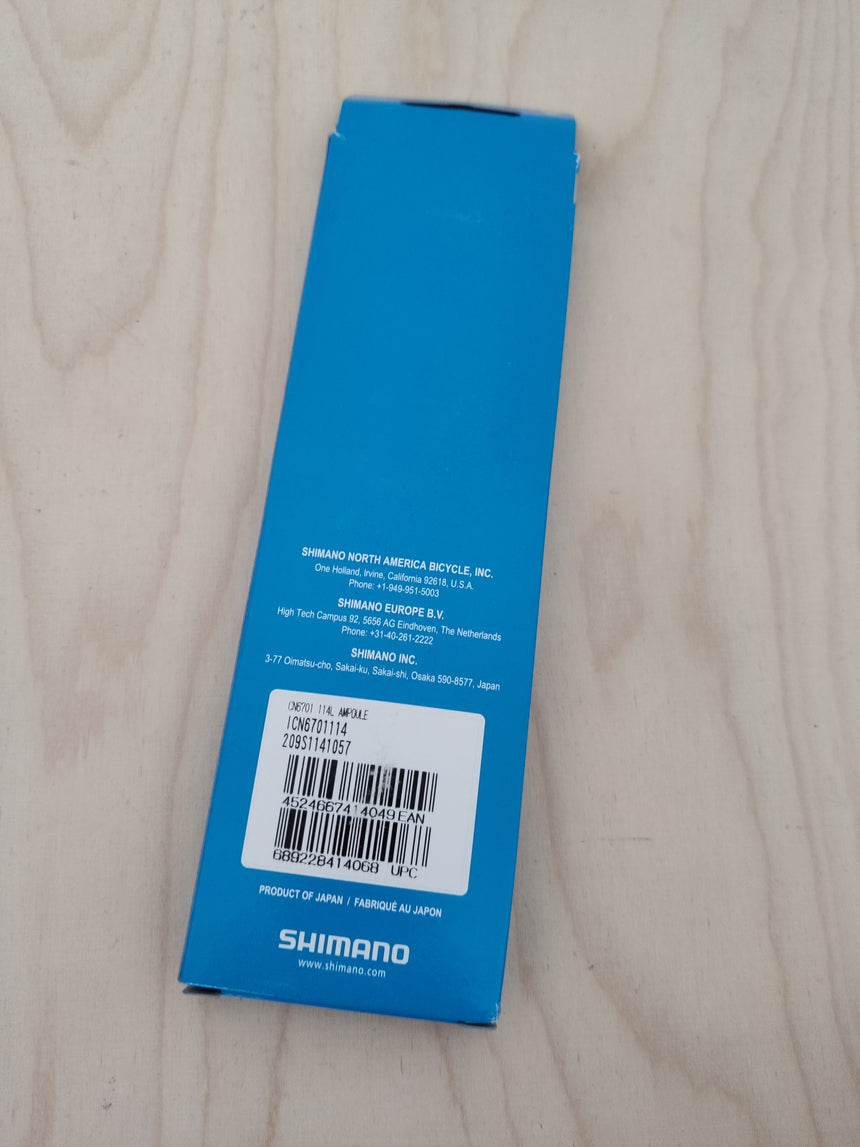 SHIMANO NORTH AMERICA BICYCLE, INC.
One Holland, Irvine, California 92618, U.S.A.
Phone: +1-949-951-5003
SHIMANO EUROPE B.V.
High Tech Campus 92, 5656 AG Eindhoven, The Netherlands
Phone: +31-40-261-2222
SHIMANO INC.
3-77 Oimatsu-cho, Sakai-ku, Sakai-shi, Osaka 590-8577, Japan
CN6701 114L AMPOULE
ICN6701114
209S1141057
4524667414049 EAN
689228414068 UPC
PRODUCT OF JAPAN / FABRIQUÉ AU JAPON
SHIMANO
www.shimano.com